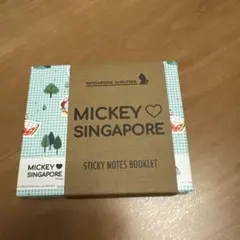 SINGAPORE AIRLINES
MICKEY ♡
SINGAPORE
STICKY NOTES BOOKLET
MICKEY ♡
SINGAPORE